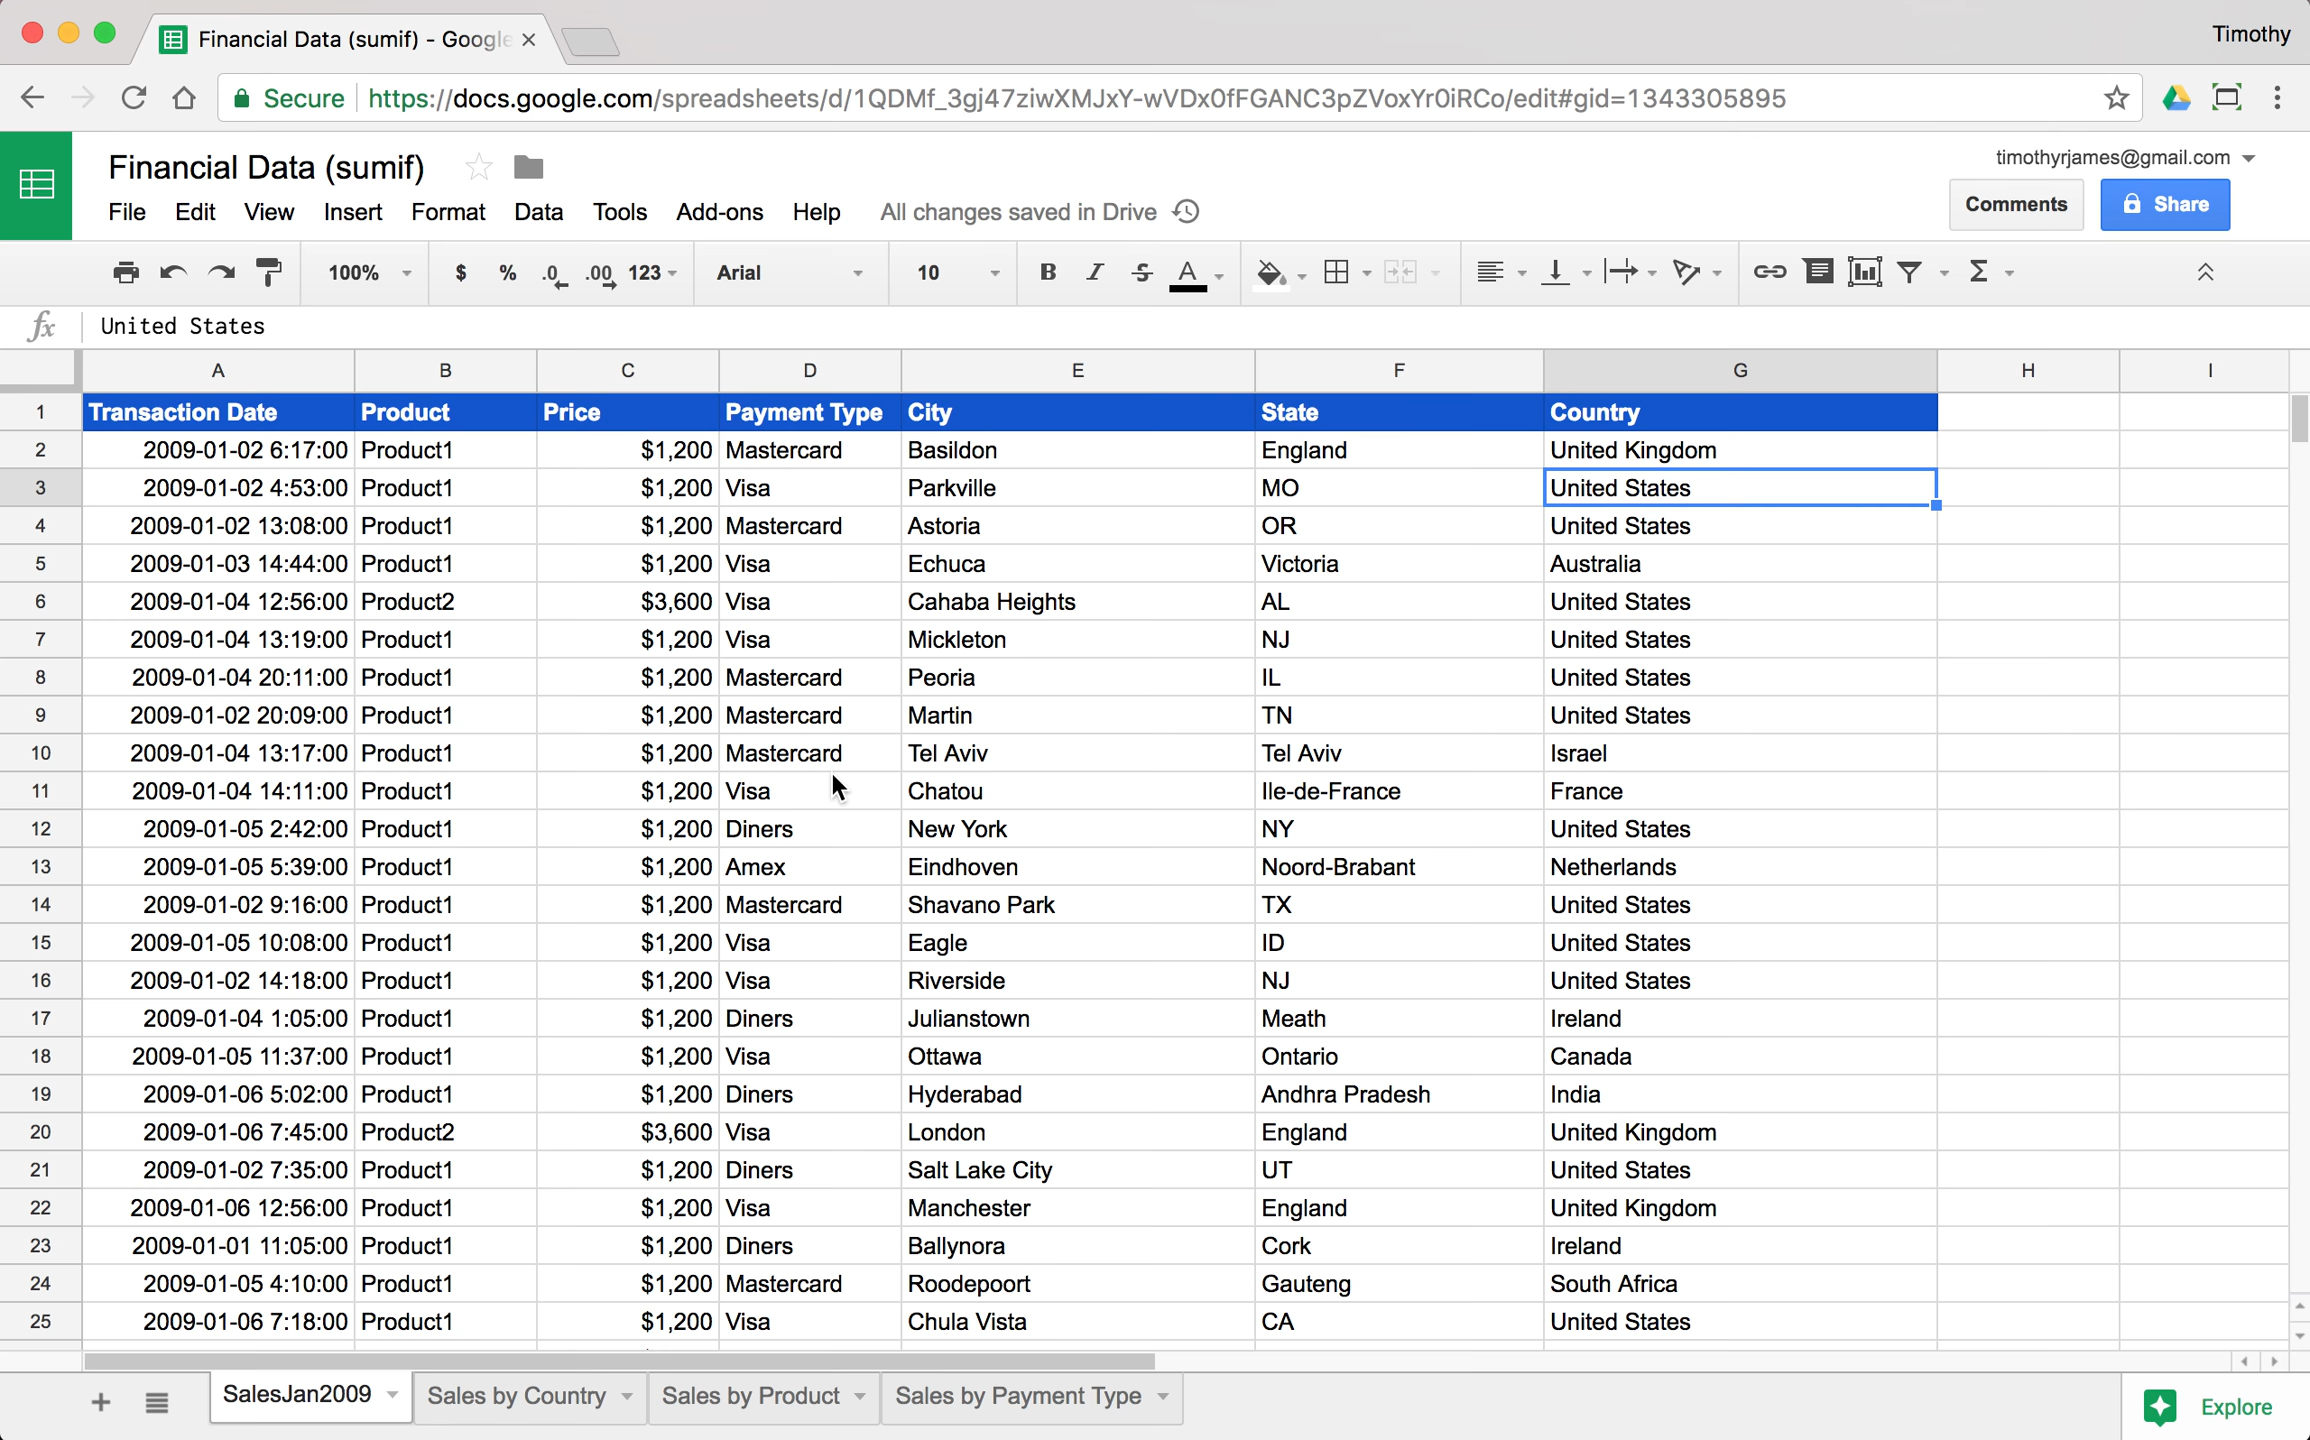 Financial Data (sumif) - Google
Timothy
Secure https://docs.google.com/spreadsheets/d/1QDMf_3gj47ziwXMJxY-wVDx0fFGANC3pZVoxYr0iRCo/edit#gid=1343305895
Financial Data (sumif)
timothyrjames@gmail.com
File Edit View Insert Format Data Tools Add-ons Help All changes saved in Drive
Comments Share
100% $ % .0 .00 123 Arial 10 B I S A Σ
fx United States
A B C D E F G H I
1 Transaction Date Product Price Payment Type City State Country
2 2009-01-02 6:17:00 Product1 $1,200 Mastercard Basildon England United Kingdom
3 2009-01-02 4:53:00 Product1 $1,200 Visa Parkville MO United States
4 2009-01-02 13:08:00 Product1 $1,200 Mastercard Astoria OR United States
5 2009-01-03 14:44:00 Product1 $1,200 Visa Echuca Victoria Australia
6 2009-01-04 12:56:00 Product2 $3,600 Visa Cahaba Heights AL United States
7 2009-01-04 13:19:00 Product1 $1,200 Visa Mickleton NJ United States
8 2009-01-04 20:11:00 Product1 $1,200 Mastercard Peoria IL United States
9 2009-01-02 20:09:00 Product1 $1,200 Mastercard Martin TN United States
10 2009-01-04 13:17:00 Product1 $1,200 Mastercard Tel Aviv Tel Aviv Israel
11 2009-01-04 14:11:00 Product1 $1,200 Visa Chatou Ile-de-France France
12 2009-01-05 2:42:00 Product1 $1,200 Diners New York NY United States
13 2009-01-05 5:39:00 Product1 $1,200 Amex Eindhoven Noord-Brabant Netherlands
14 2009-01-02 9:16:00 Product1 $1,200 Mastercard Shavano Park TX United States
15 2009-01-05 10:08:00 Product1 $1,200 Visa Eagle ID United States
16 2009-01-02 14:18:00 Product1 $1,200 Visa Riverside NJ United States
17 2009-01-04 1:05:00 Product1 $1,200 Diners Julianstown Meath Ireland
18 2009-01-05 11:37:00 Product1 $1,200 Visa Ottawa Ontario Canada
19 2009-01-06 5:02:00 Product1 $1,200 Diners Hyderabad Andhra Pradesh India
20 2009-01-06 7:45:00 Product2 $3,600 Visa London England United Kingdom
21 2009-01-02 7:35:00 Product1 $1,200 Diners Salt Lake City UT United States
22 2009-01-06 12:56:00 Product1 $1,200 Visa Manchester England United Kingdom
23 2009-01-01 11:05:00 Product1 $1,200 Diners Ballynora Cork Ireland
24 2009-01-05 4:10:00 Product1 $1,200 Mastercard Roodepoort Gauteng South Africa
25 2009-01-06 7:18:00 Product1 $1,200 Visa Chula Vista CA United States
SalesJan2009 Sales by Country Sales by Product Sales by Payment Type Explore